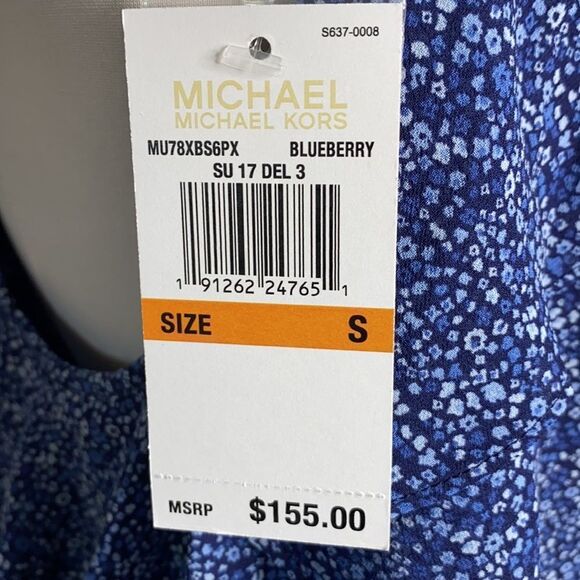 S637-0008
MICHAEL
MICHAEL KORS
MU78XBS6PX BLUEBERRY
SU 17 DEL 3
1 91262 24765 1
SIZE S
MSRP $155.00